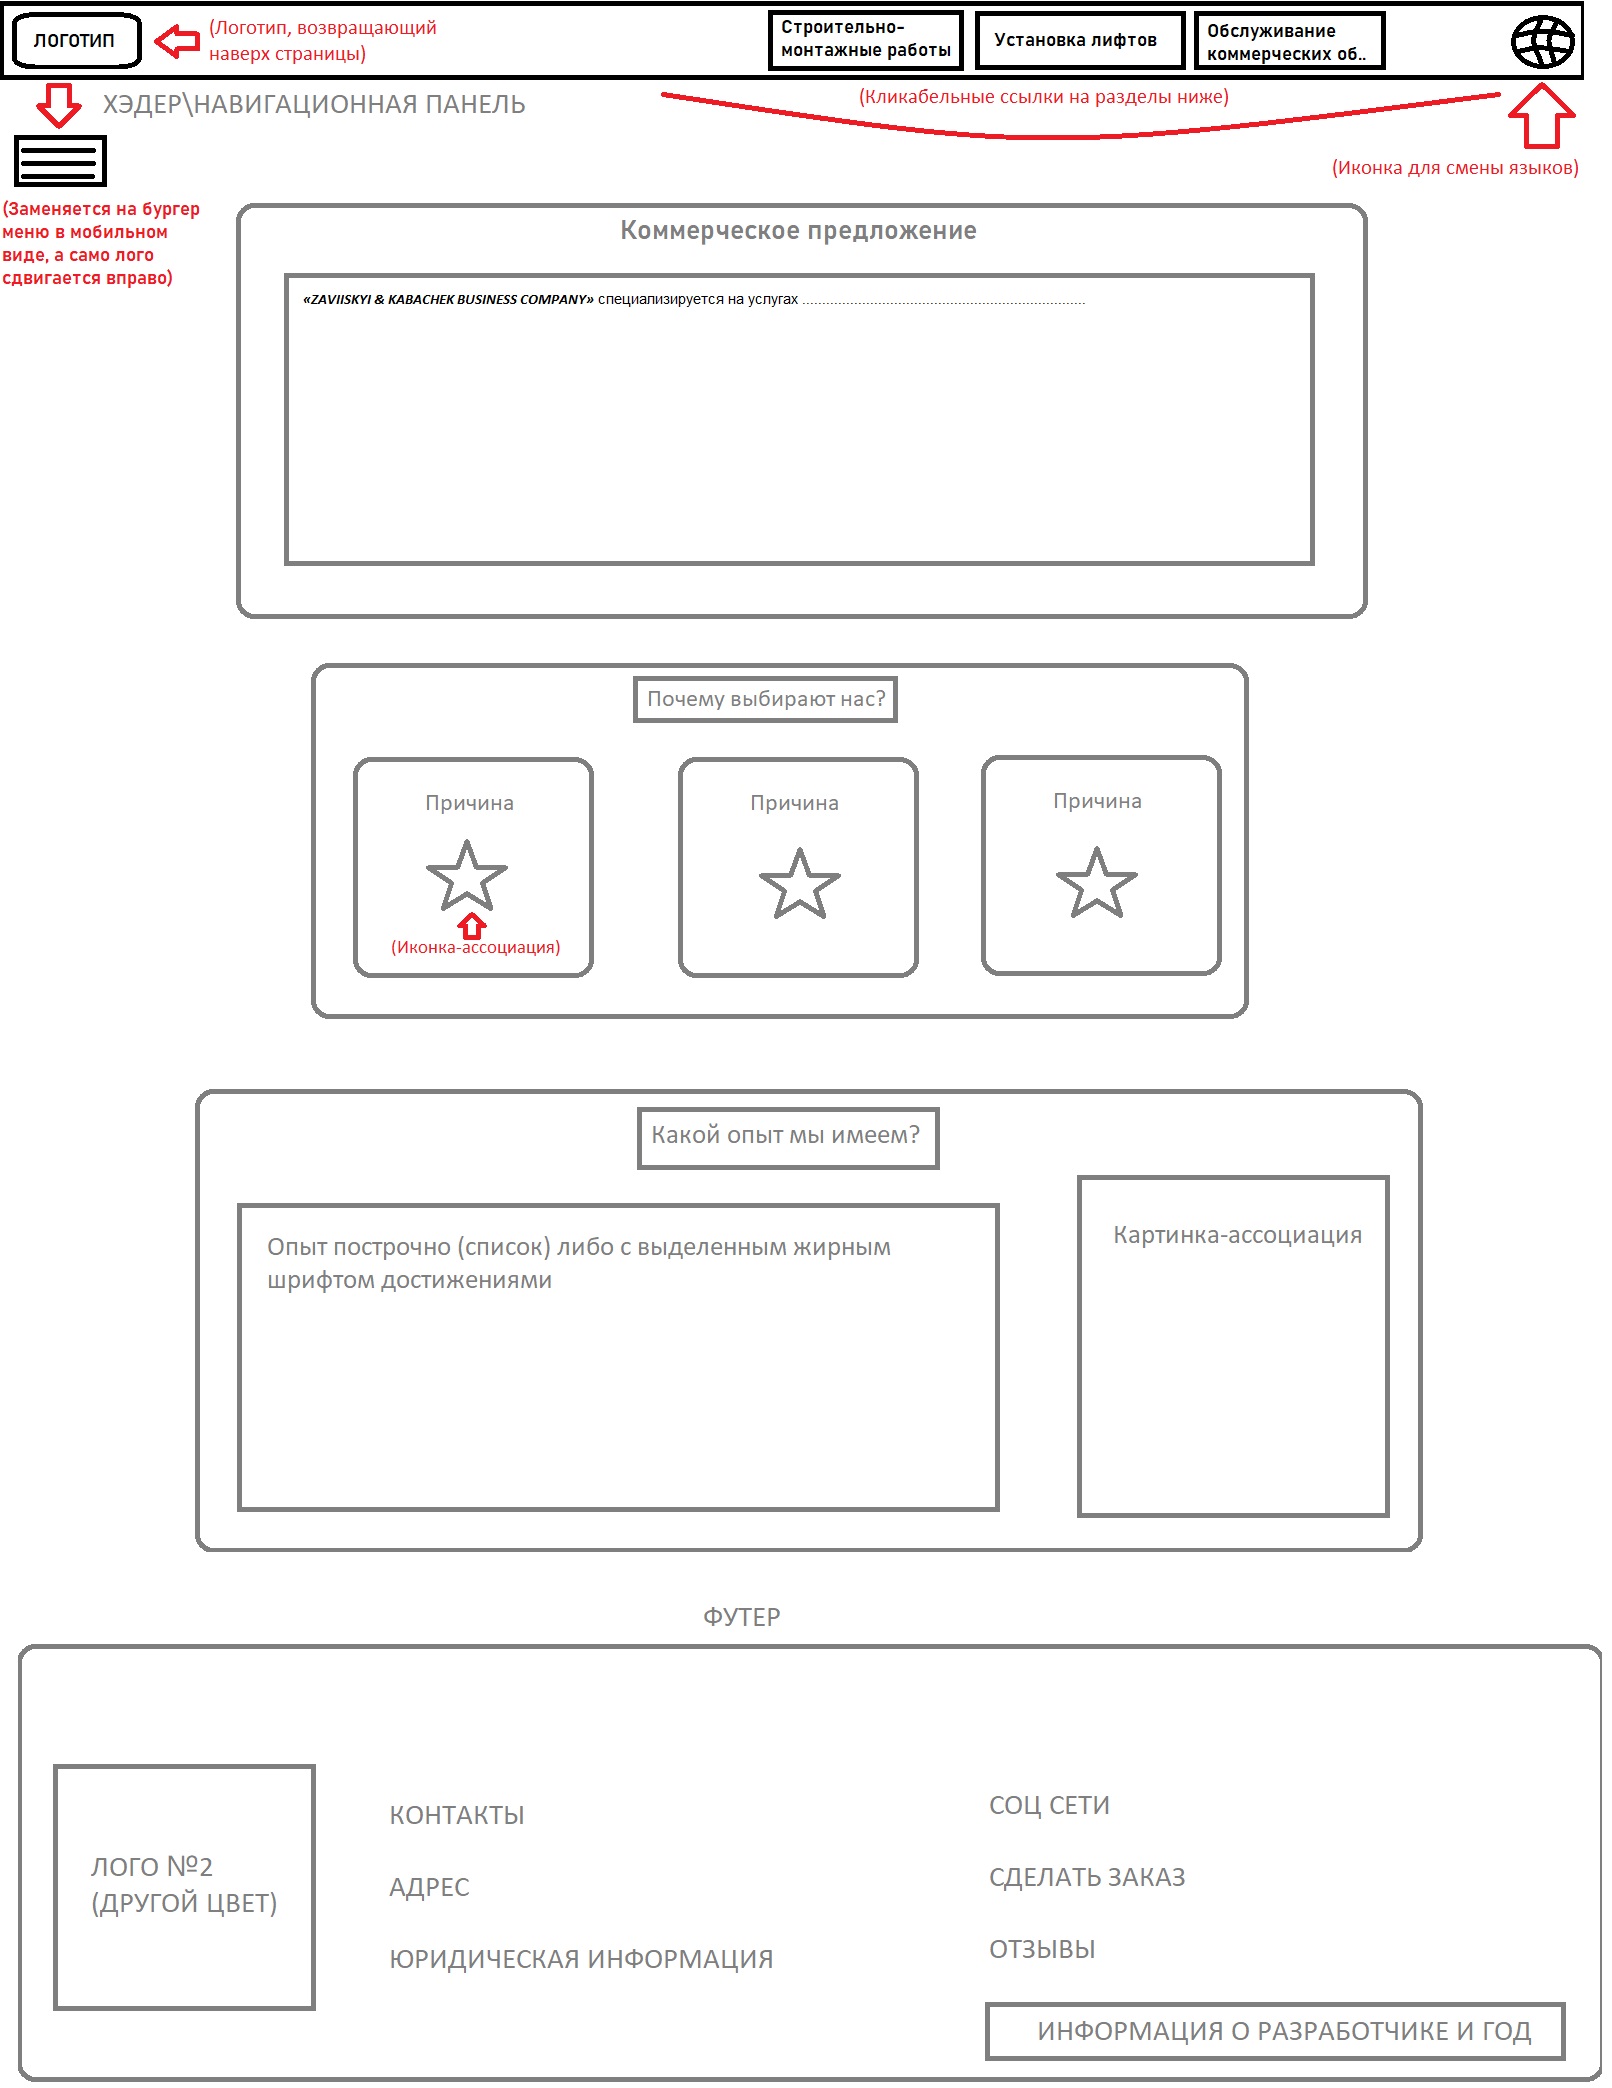 ЛОГОТИП
(Логотип, возвращающий
наверх страницы)
Строительно-
монтажные работы
Установка лифтов
Обслуживание
коммерческих об..
ХЭДЕР\НАВИГАЦИОННАЯ ПАНЕЛЬ
(Кликабельные ссылки на разделы ниже)
(Иконка для смены языков)
(Заменяется на бургер
меню в мобильном
виде, а само лого
сдвигается вправо)
Коммерческое предложение
«ZAVIISKYI & KABACHEK BUSINESS COMPANY» специализируется на услугах ......................................................................
Почему выбирают нас?
Причина
Причина
Причина
(Иконка-ассоциация)
Какой опыт мы имеем?
Опыт построчно (список) либо с выделенным жирным
шрифтом достижениями
Картинка-ассоциация
ФУТЕР
ЛОГО №2
(ДРУГОЙ ЦВЕТ)
КОНТАКТЫ
АДРЕС
ЮРИДИЧЕСКАЯ ИНФОРМАЦИЯ
СОЦ СЕТИ
СДЕЛАТЬ ЗАКАЗ
ОТЗЫВЫ
ИНФОРМАЦИЯ О РАЗРАБОТЧИКЕ И ГОД